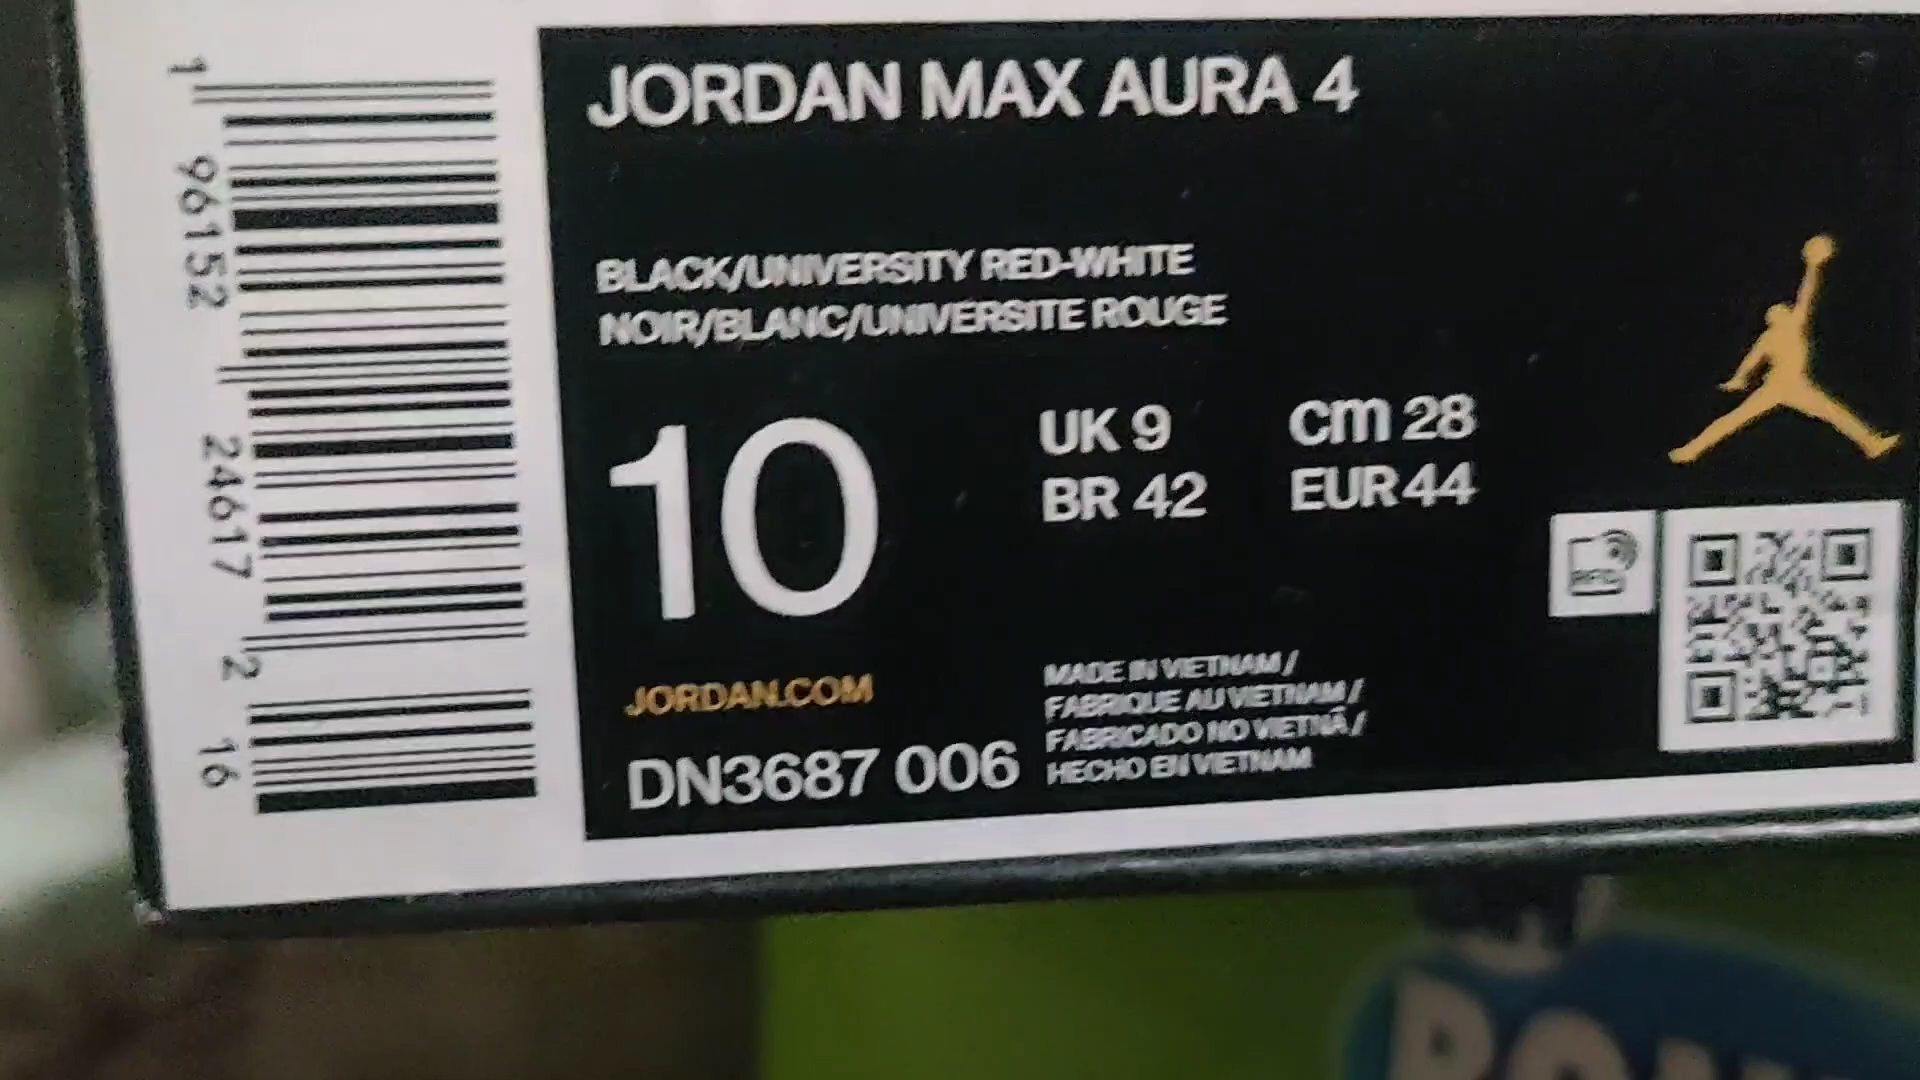 JORDAN MAX AURA 4
BLACK/UNIVERSITY RED-WHITE
NOIR/BLANC/UNIVERSITE ROUGE
10
UK 9
cm 28
BR 42
EUR 44
JORDAN.COM
DN3687 006
MADE IN VIETNAM /
FABRIQUE AU VIETNAM /
FABRICADO NO VIETNÃ /
HECHO EN VIETNAM
1 96152 24617 2 16